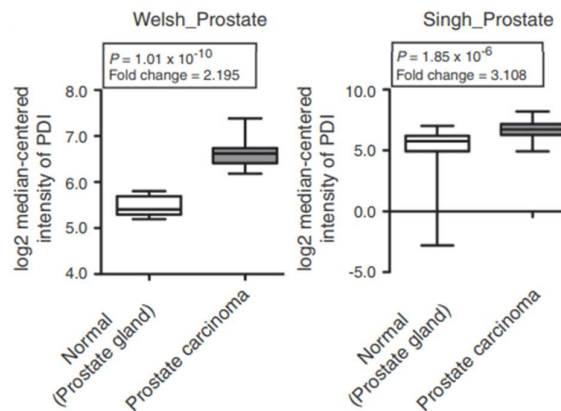 Welsh_Prostate
P = 1.01 x 10-10
Fold change = 2.195
log2 median-centered
intensity of PDI
8.0
7.0
6.0
5.0
4.0
Normal
(Prostate gland)
Prostate carcinoma
Singh_Prostate
P = 1.85 x 10-6
Fold change = 3.108
log2 median-centered
intensity of PDI
10.0
5.0
0.0
-5.0
Normal
(Prostate gland)
Prostate carcinoma